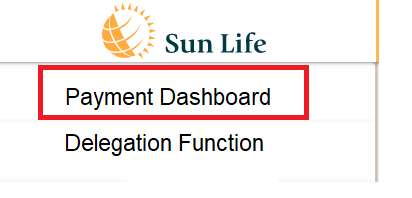 Sun Life
Payment Dashboard
Delegation Function